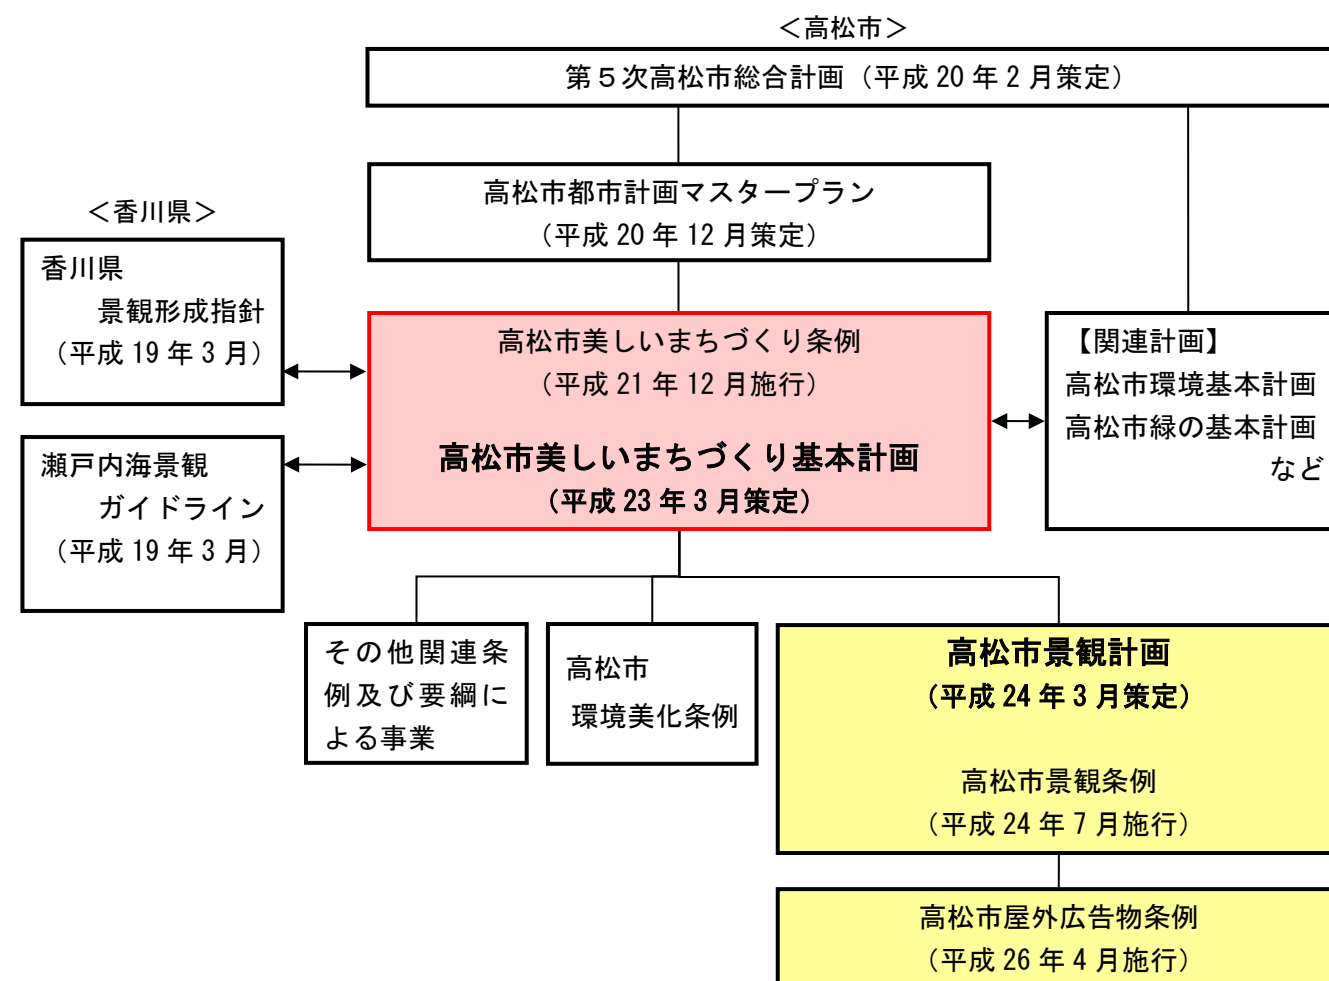 ＜高松市＞
第５次高松市総合計画（平成 20 年 2 月策定）
高松市都市計画マスタープラン
（平成 20 年 12 月策定）
＜香川県＞
香川県
景観形成指針
（平成 19 年 3 月）
瀬戸内海景観
ガイドライン
（平成 19 年 3 月）
高松市美しいまちづくり条例
（平成 21 年 12 月施行）
高松市美しいまちづくり基本計画
（平成 23 年 3 月策定）
【関連計画】
高松市環境基本計画
高松市緑の基本計画
など
その他関連条
例及び要綱に
よる事業
高松市
環境美化条例
高松市景観計画
（平成 24 年 3 月策定）
高松市景観条例
（平成 24 年 7 月施行）
高松市屋外広告物条例
（平成 26 年 4 月施行）